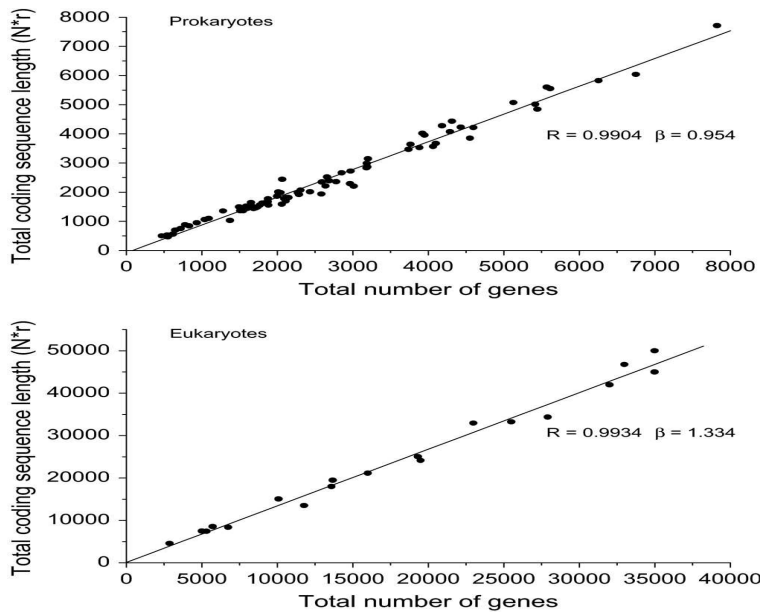 Total coding sequence length (N*r)
8000
7000
6000
5000
4000
3000
2000
1000
0
Prokaryotes
R = 0.9904 β = 0.954
0 1000 2000 3000 4000 5000 6000 7000 8000
Total number of genes
Total coding sequence length (N*r)
50000
40000
30000
20000
10000
0
Eukaryotes
R = 0.9934 β = 1.334
0 5000 10000 15000 20000 25000 30000 35000 40000
Total number of genes